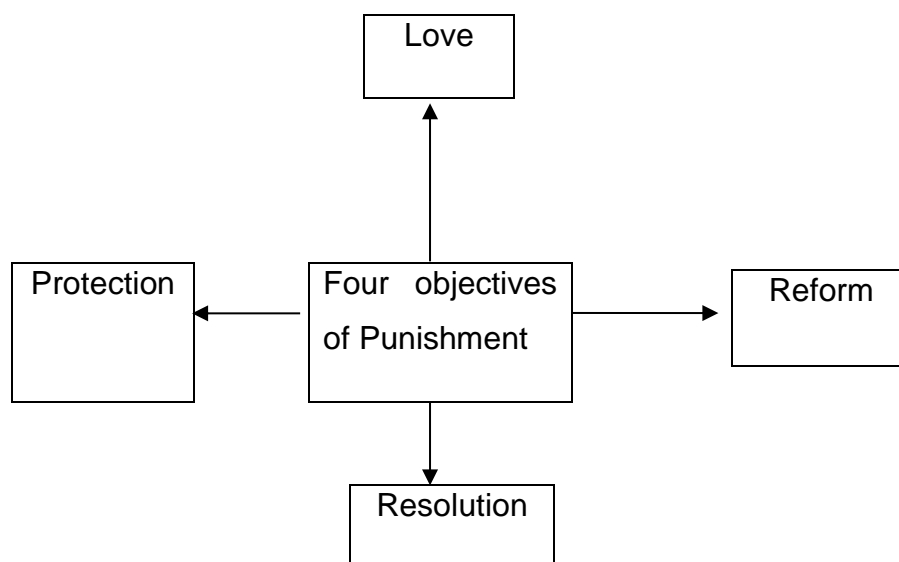 Love
Protection
Four objectives
of Punishment
Reform
Resolution